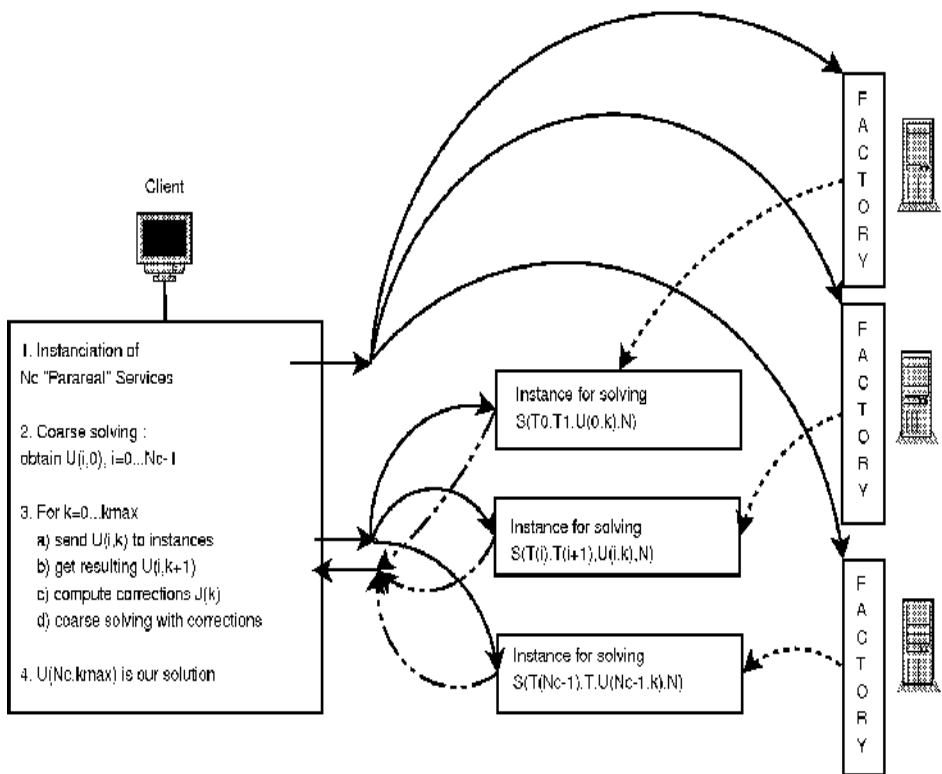 Client
1. Instanciation of
Nc "Parareal" Services
2. Coarse solving :
obtain U(i,0), i=0...Nc-1
3. For k=0...kmax
a) send U(i,k) to instances
b) get resulting U(i,k+1)
c) compute corrections J(k)
d) coarse solving with corrections
4. U(Nc.kmax) is our solution
Instance for solving
S(T0.T1.U(0.k).N)
Instance for solving
S(T(i).T(i+1),U(i.k),N)
Instance for solving
S(T(Nc-1).T.U(Nc-1.k).N)
FACTORY
FACTORY
FACTORY